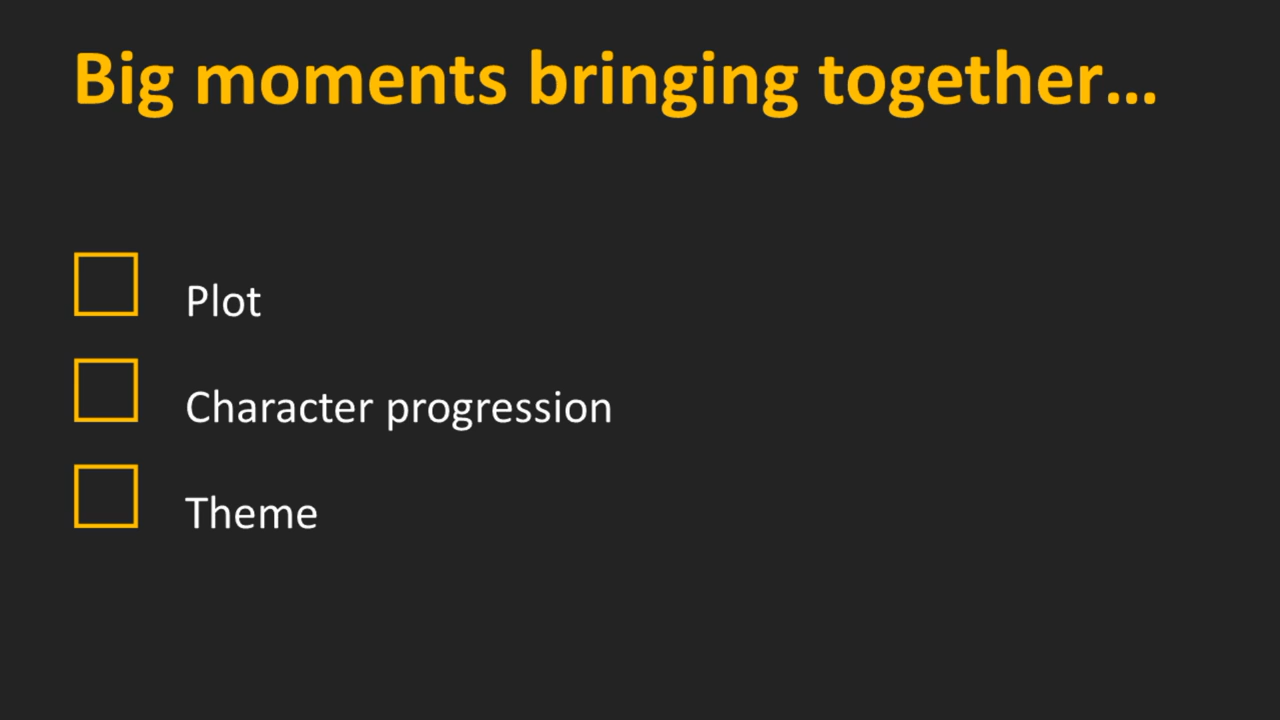 Big moments bringing together…
Plot
Character progression
Theme